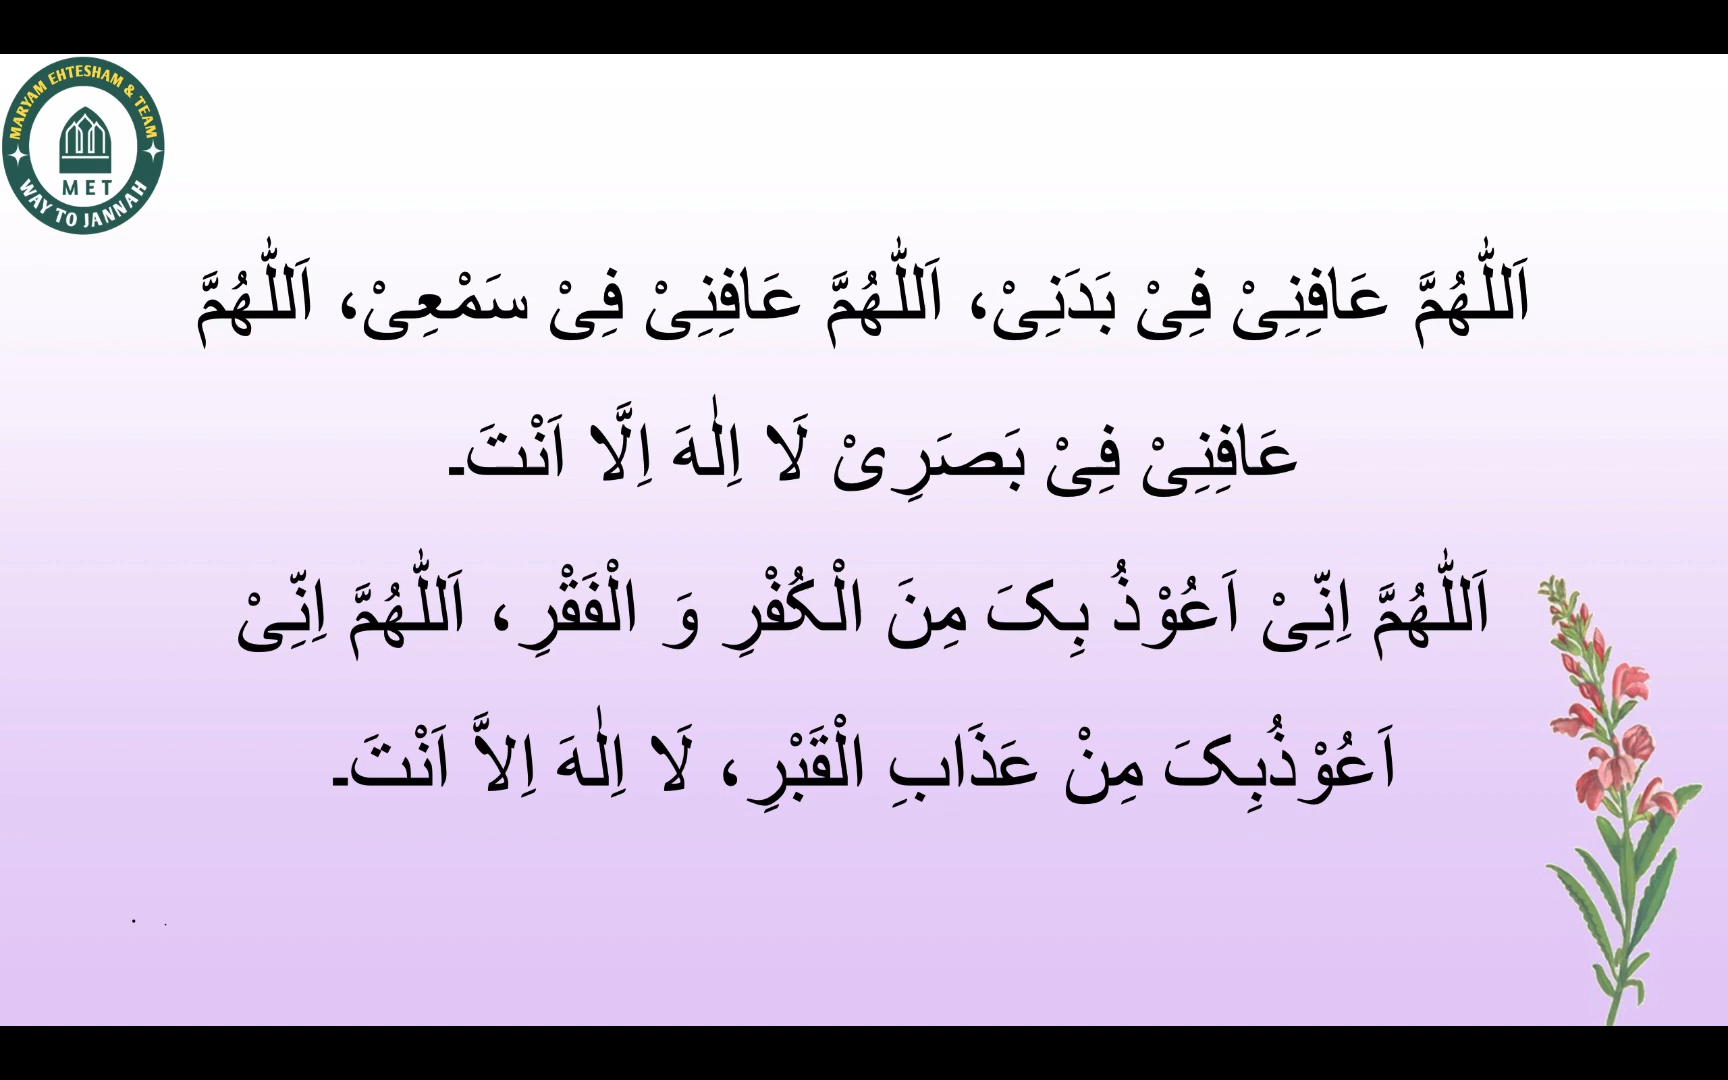 MARYAM EHTESHAM & TEAM
MET
WAY TO JANNAH
اَللّٰهُمَّ عَافِنِیْ فِیْ بَدَنِیْ، اَللّٰهُمَّ عَافِنِیْ فِیْ سَمْعِیْ، اَللّٰهُمَّ
عَافِنِیْ فِیْ بَصَرِیْ لَا اِلٰهَ اِلَّا اَنْتَ۔
اَللّٰهُمَّ اِنِّیْ اَعُوْذُ بِکَ مِنَ الْکُفْرِ وَ الْفَقْرِ، اَللّٰهُمَّ اِنِّیْ
اَعُوْذُبِکَ مِنْ عَذَابِ الْقَبْرِ، لَا اِلٰهَ اِلاَّ اَنْتَ۔